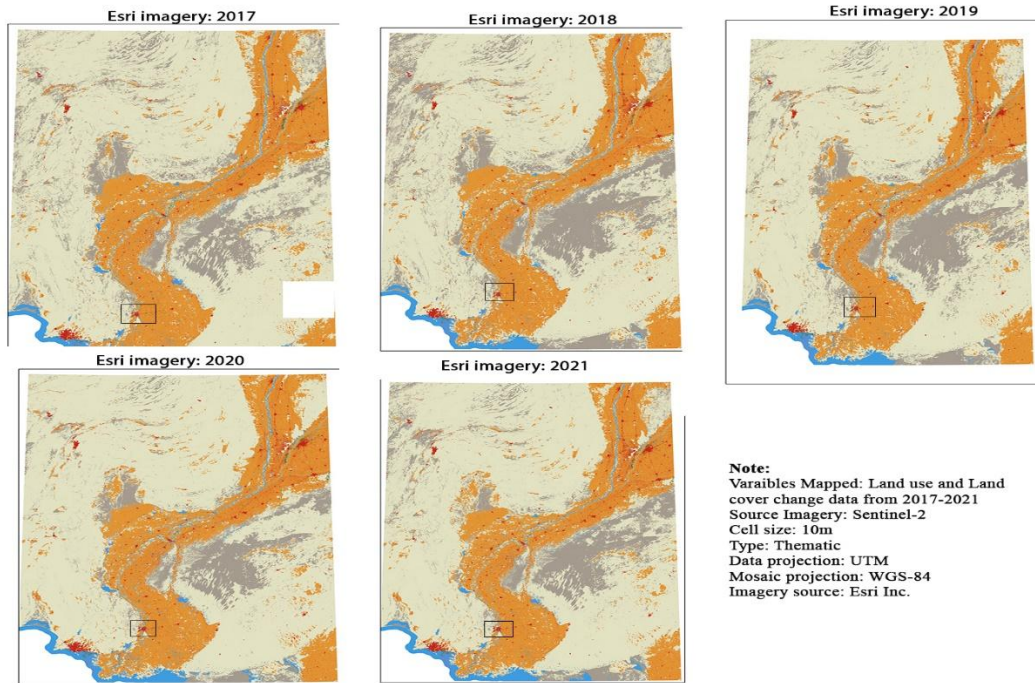 Esri imagery: 2017
Esri imagery: 2018
Esri imagery: 2019
Esri imagery: 2020
Esri imagery: 2021
Note:
Varaibles Mapped: Land use and Land
cover change data from 2017-2021
Source Imagery: Sentinel-2
Cell size: 10m
Type: Thematic
Data projection: UTM
Mosaic projection: WGS-84
Imagery source: Esri Inc.